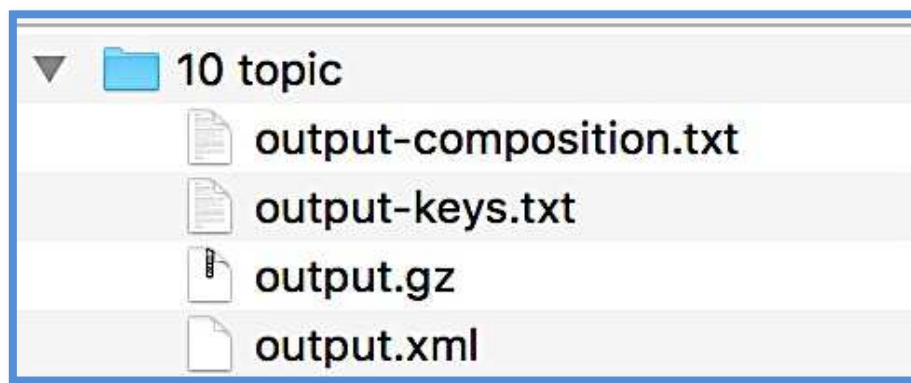 10 topic
output-composition.txt
output-keys.txt
output.gz
output.xml